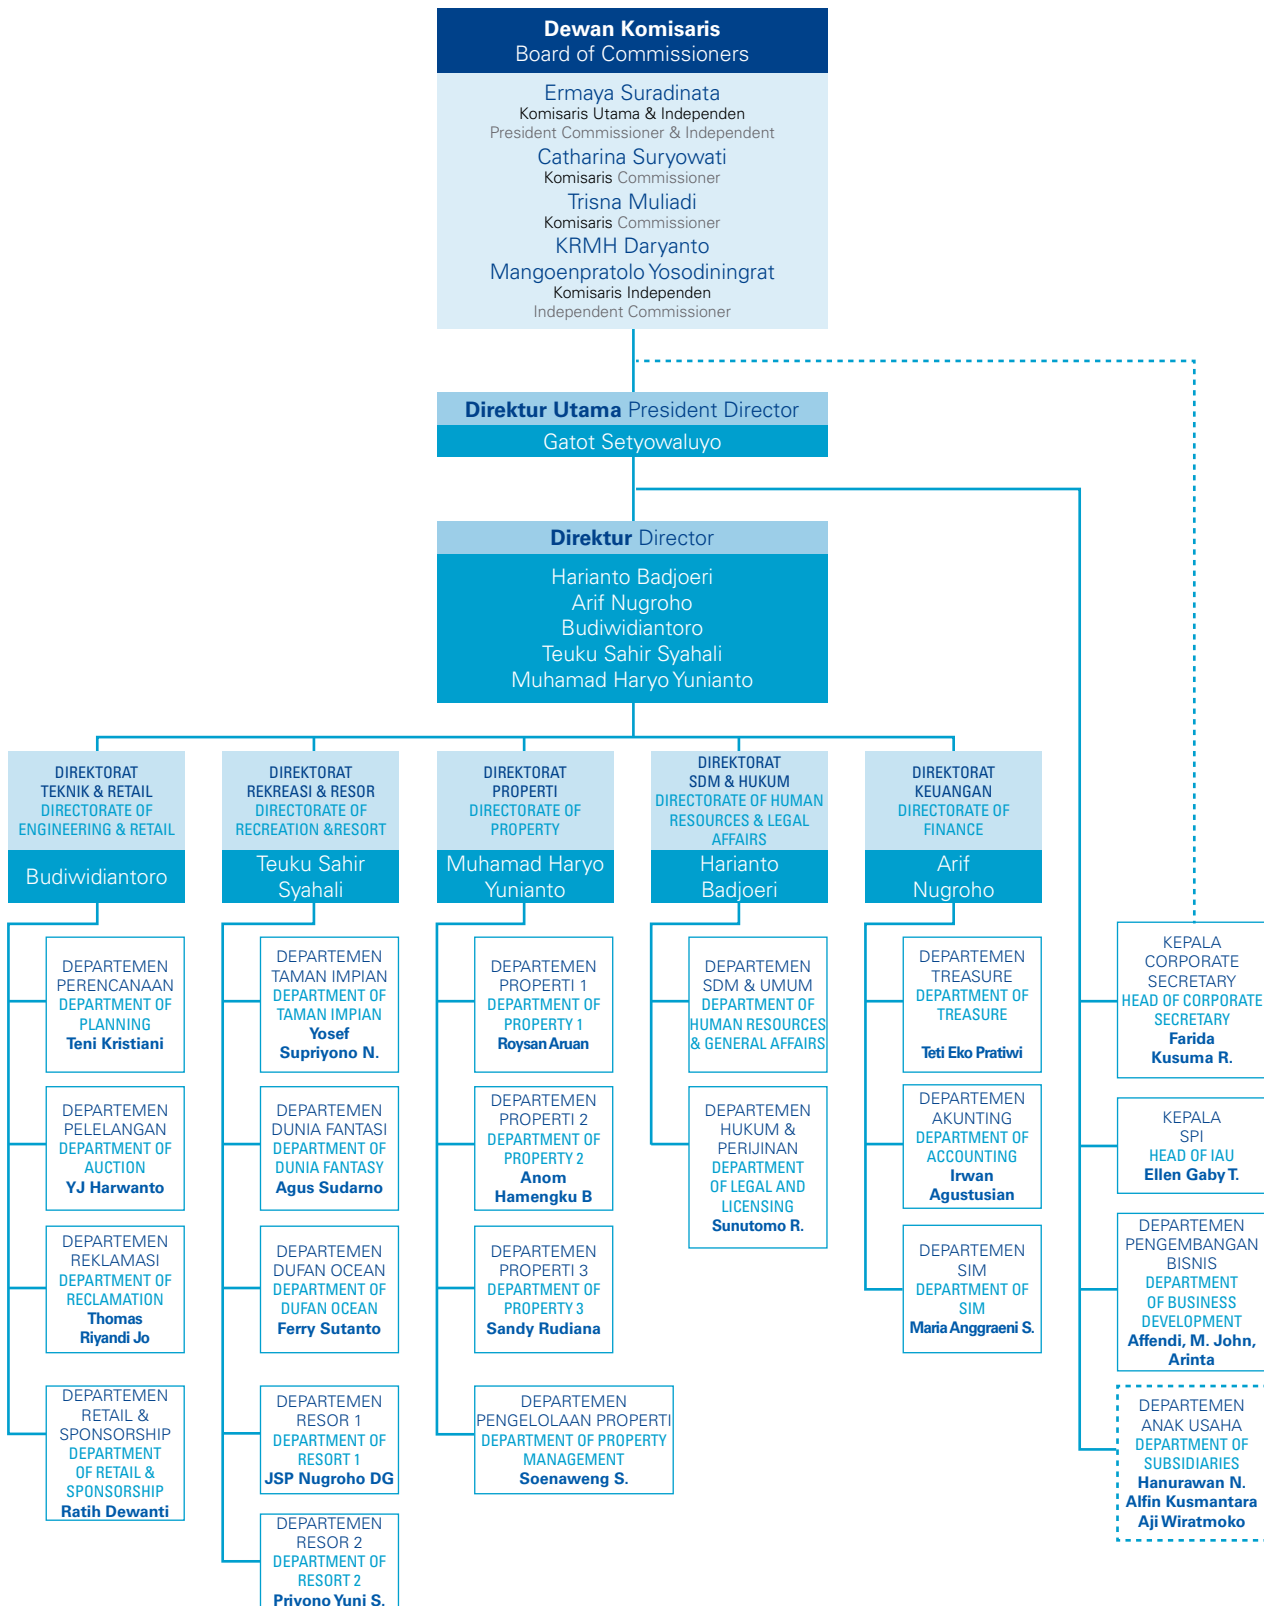 Dewan Komisaris
Board of Commissioners
Ermaya Suradinata
Komisaris Utama & Independen
President Commissioner & Independent
Catharina Suryowati
Komisaris Commissioner
Trisna Muliadi
Komisaris Commissioner
KRMH Daryanto
Mangoenpratolo Yosodiningrat
Komisaris Independen
Independent Commissioner
Direktur Utama President Director
Gatot Setyowaluyo
Direktur Director
Harianto Badjoeri
Arif Nugroho
Budiwidiantoro
Teuku Sahir Syahali
Muhamad Haryo Yunianto
DIREKTORAT
TEKNIK & RETAIL
DIRECTORATE OF
ENGINEERING & RETAIL
Budiwidiantoro
DEPARTEMEN
PERENCANAAN
DEPARTMENT OF
PLANNING
Teni Kristiani
DEPARTEMEN
PELELANGAN
DEPARTMENT OF
AUCTION
YJ Harwanto
DEPARTEMEN
REKLAMASI
DEPARTMENT OF
RECLAMATION
Thomas
Riyandi Jo
DEPARTEMEN
RETAIL &
SPONSORSHIP
DEPARTMENT
OF RETAIL &
SPONSORSHIP
Ratih Dewanti
DIREKTORAT
REKREASI & RESOR
DIRECTORATE OF
RECREATION &RESORT
Teuku Sahir
Syahali
DEPARTEMEN
TAMAN IMPIAN
DEPARTMENT OF
TAMAN IMPIAN
Yosef
Supriyono N.
DEPARTEMEN
DUNIA FANTASI
DEPARTMENT OF
DUNIA FANTASY
Agus Sudarno
DEPARTEMEN
DUFAN OCEAN
DEPARTMENT OF
DUFAN OCEAN
Ferry Sutanto
DEPARTEMEN
RESOR 1
DEPARTMENT OF
RESORT 1
JSP Nugroho DG
DEPARTEMEN
RESOR 2
DEPARTMENT OF
RESORT 2
Priyono Yuni S.
DIREKTORAT
PROPERTI
DIRECTORATE OF
PROPERTY
Muhamad Haryo
Yunianto
DEPARTEMEN
PROPERTI 1
DEPARTMENT OF
PROPERTY 1
Roysan Aruan
DEPARTEMEN
PROPERTI 2
DEPARTMENT OF
PROPERTY 2
Anom
Hamengku B
DEPARTEMEN
PROPERTI 3
DEPARTMENT OF
PROPERTY 3
Sandy Rudiana
DEPARTEMEN
PENGELOLAAN PROPERTI
DEPARTMENT OF PROPERTY
MANAGEMENT
Soenaweng S.
DIREKTORAT
SDM & HUKUM
DIRECTORATE OF HUMAN
RESOURCES & LEGAL
AFFAIRS
Harianto
Badjoeri
DEPARTEMEN
SDM & UMUM
DEPARTMENT OF
HUMAN RESOURCES
& GENERAL AFFAIRS
DEPARTEMEN
HUKUM &
PERIJINAN
DEPARTMENT
OF LEGAL AND
LICENSING
Sunutomo R.
DIREKTORAT
KEUANGAN
DIRECTORATE OF
FINANCE
Arif
Nugroho
DEPARTEMEN
TREASURE
DEPARTMENT OF
TREASURE
Teti Eko Pratiwi
DEPARTEMEN
AKUNTING
DEPARTMENT OF
ACCOUNTING
Irwan
Agustusian
DEPARTEMEN
SIM
DEPARTMENT OF
SIM
Maria Anggraeni S.
KEPALA
CORPORATE
SECRETARY
HEAD OF CORPORATE
SECRETARY
Farida
Kusuma R.
KEPALA
SPI
HEAD OF IAU
Ellen Gaby T.
DEPARTEMEN
PENGEMBANGAN
BISNIS
DEPARTMENT
OF BUSINESS
DEVELOPMENT
Affendi, M. John,
Arinta
DEPARTEMEN
ANAK USAHA
DEPARTMENT OF
SUBSIDIARIES
Hanurawan N.
Alfin Kusmantara
Aji Wiratmoko